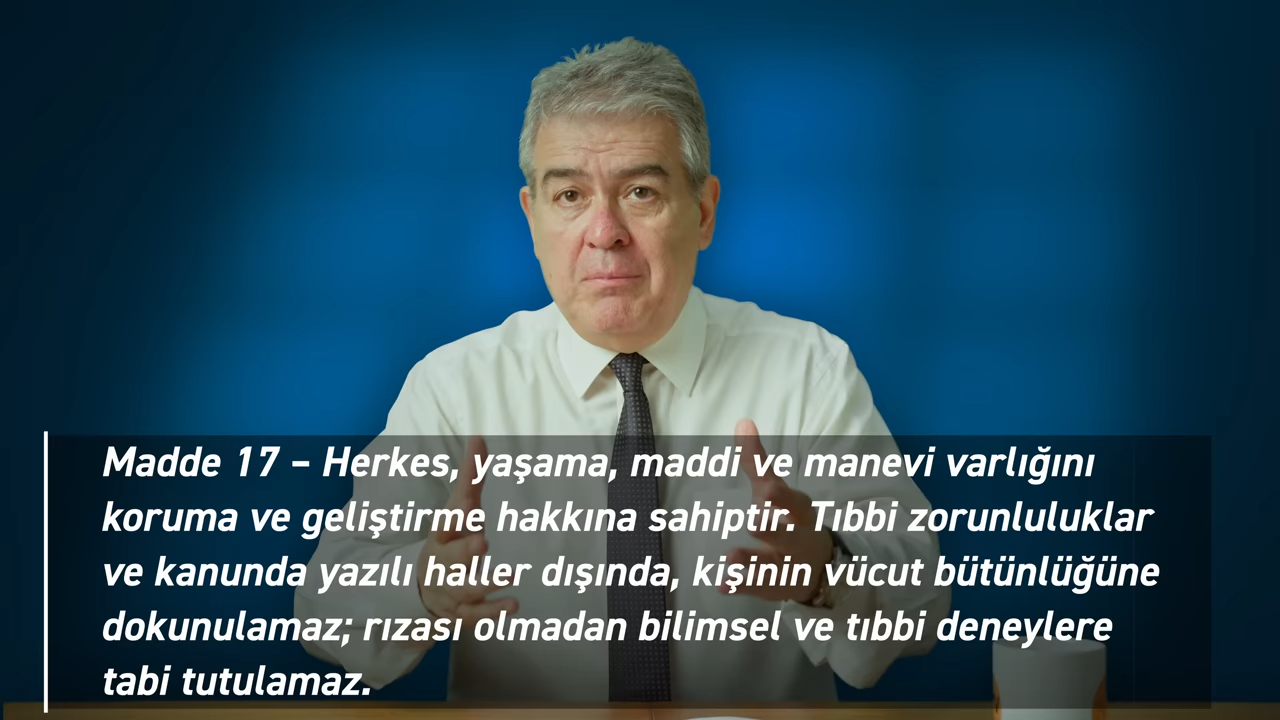 Madde 17 – Herkes, yaşama, maddi ve manevi varlığını
koruma ve geliştirme hakkına sahiptir. Tıbbi zorunluluklar
ve kanunda yazılı haller dışında, kişinin vücut bütünlüğüne
dokunulamaz; rızası olmadan bilimsel ve tıbbi deneylere
tabi tutulamaz.